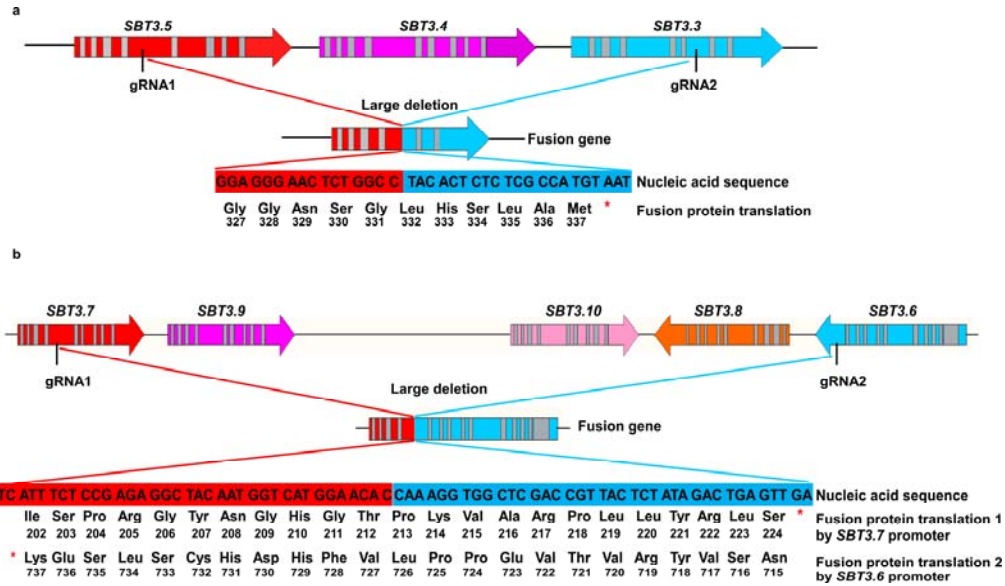 a
SBT3.5 SBT3.4 SBT3.3
gRNA1 gRNA2
Large deletion
Fusion gene
GGA GGG AAC TCT GGC C TAC ACT CTC TCG CCA TGT AAT Nucleic acid sequence
Gly Gly Asn Ser Gly Leu His Ser Leu Ala Met * Fusion protein translation
327 328 329 330 331 332 333 334 335 336 337
b
SBT3.7 SBT3.9 SBT3.10 SBT3.8 SBT3.6
gRNA1 gRNA2
Large deletion
Fusion gene
TC ATT TCT CCG AGA GGC TAC AAT GGT CAT GGA ACA C CAA AGG TGG CTC GAC CGT TAC TCT ATA GAC TGA GTT GA Nucleic acid sequence
Ile Ser Pro Arg Gly Tyr Asn Gly His Gly Thr Pro Lys Val Ala Arg Pro Leu Leu Tyr Arg Leu Ser * Fusion protein translation 1
202 203 204 205 206 207 208 209 210 211 212 213 214 215 216 217 218 219 220 221 222 223 224 by SBT3.7 promoter
* Lys Glu Ser Leu Ser Cys His Asp His Phe Val Leu Pro Pro Glu Val Thr Val Arg Tyr Val Ser Asn Fusion protein translation 2
737 736 735 734 733 732 731 730 729 728 727 726 725 724 723 722 721 720 719 718 717 716 715 by SBT3.6 promoter